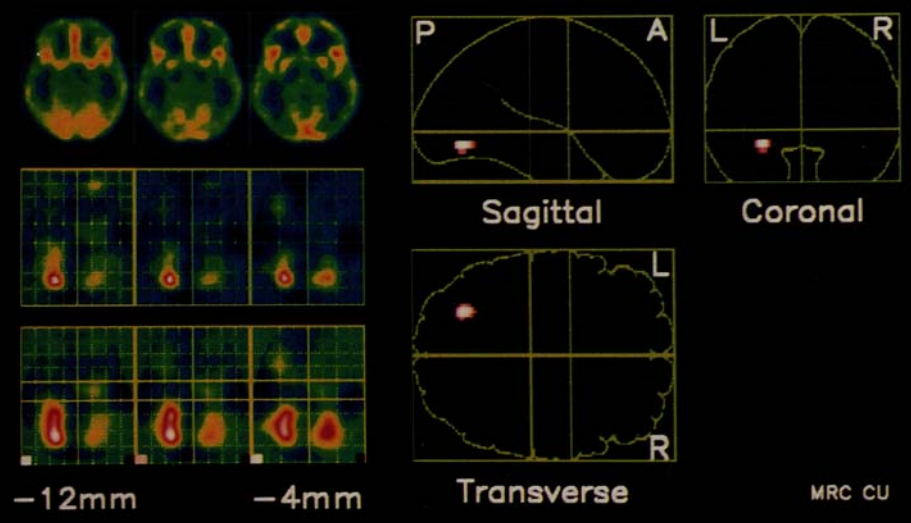 P A
L R
Sagittal
Coronal
L
R
-12mm
-4mm
Transverse
MRC CU